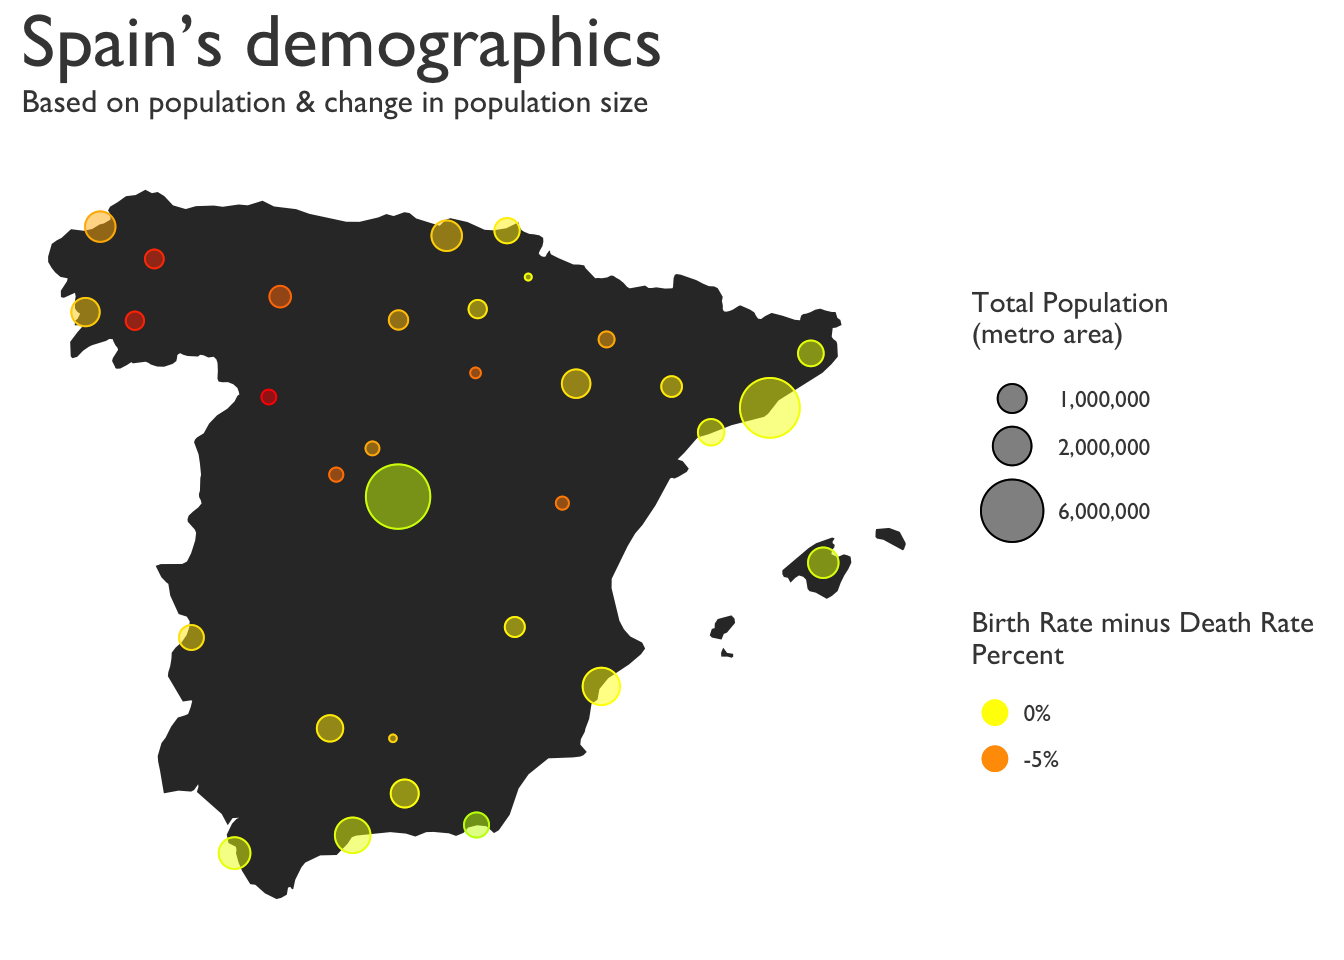 Spain’s demographics
Based on population & change in population size
Total Population
(metro area)
1,000,000
2,000,000
6,000,000
Birth Rate minus Death Rate
Percent
0%
-5%